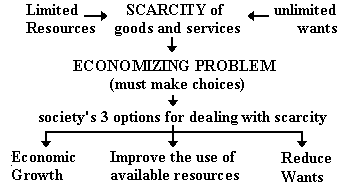 Limited SCARCITY of unlimited
Resources goods and services wants
ECONOMIZING PROBLEM
(must make choices)
society's 3 options for dealing with scarcity
Economic Improve the use of Reduce
Growth available resources Wants